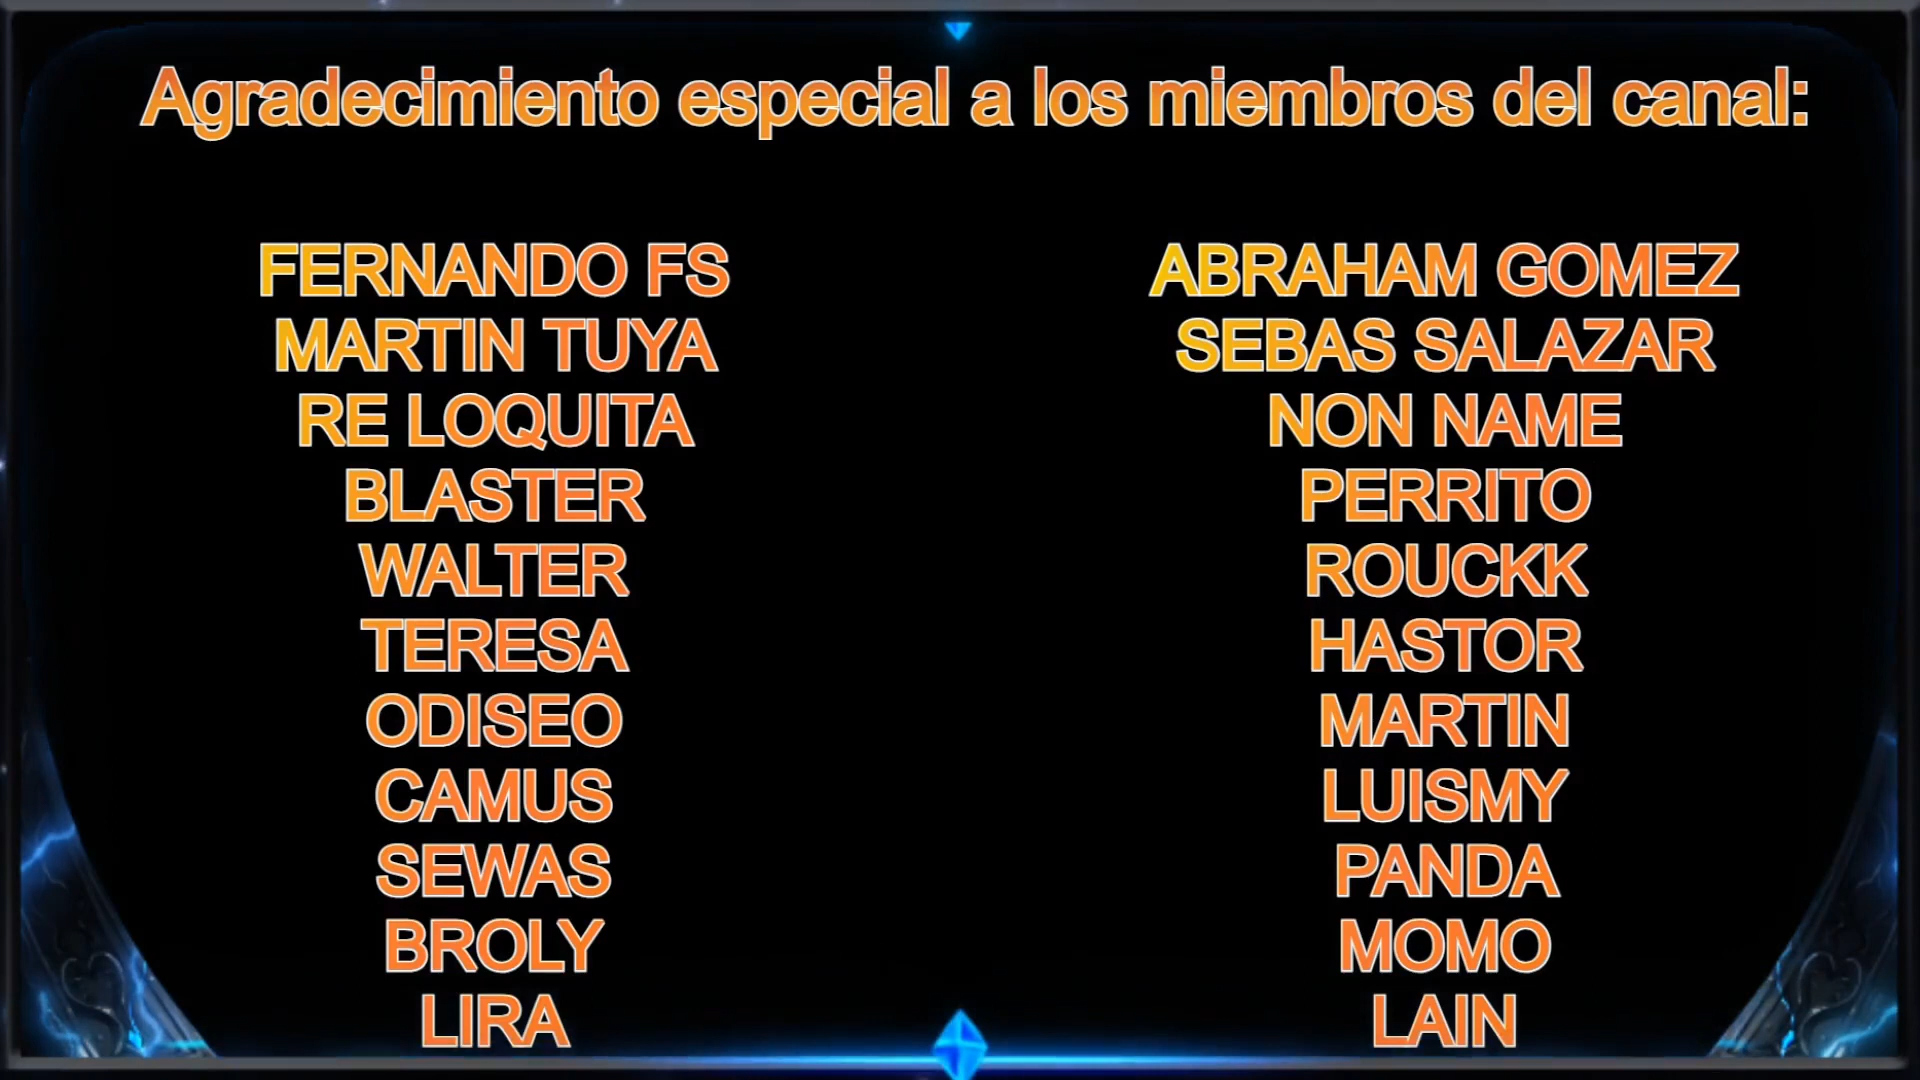 Agradecimiento especial a los miembros del canal:
FERNANDO FS
MARTIN TUYA
RE LOQUITA
BLASTER
WALTER
TERESA
ODISEO
CAMUS
SEWAS
BROLY
LIRA
ABRAHAM GOMEZ
SEBAS SALAZAR
NON NAME
PERRITO
ROUCKK
HASTOR
MARTIN
LUISMY
PANDA
MOMO
LAIN